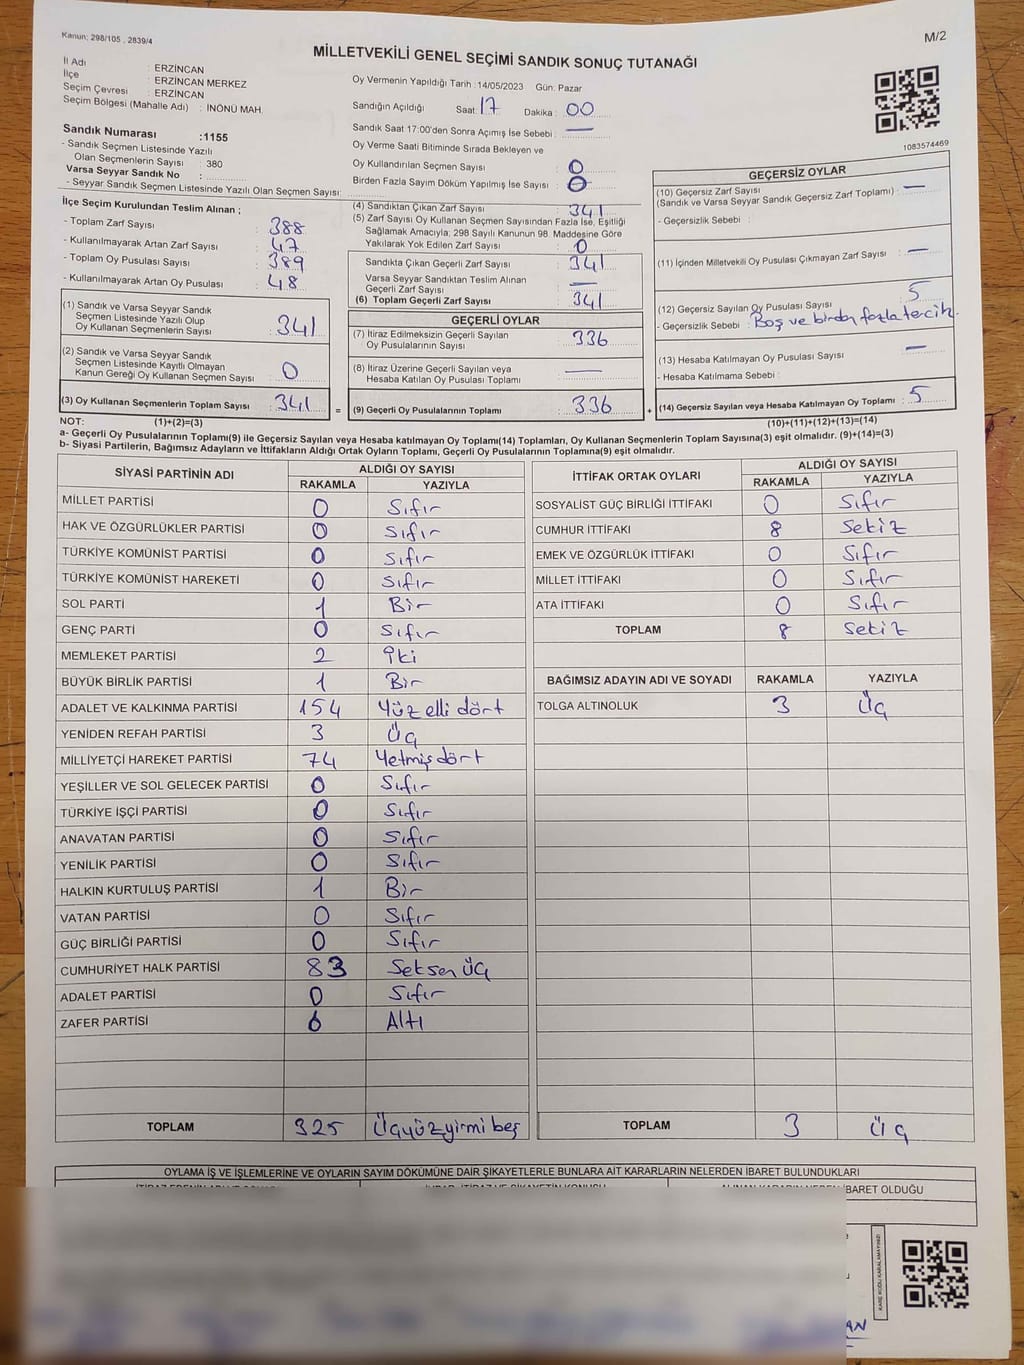 Kanun: 298/105 , 2839/4
M/2
MİLLETVEKİLİ GENEL SEÇİMİ SANDIK SONUÇ TUTANAĞI
İl Adı : ERZİNCAN
İlçe : ERZİNCAN MERKEZ
Seçim Çevresi : ERZİNCAN
Seçim Bölgesi (Mahalle Adı) : İNÖNÜ MAH.
Sandık Numarası :1155
- Sandık Seçmen Listesinde Yazılı
Olan Seçmenlerin Sayısı : 380
Varsa Seyyar Sandık No :
- Seyyar Sandık Seçmen Listesinde Yazılı Olan Seçmen Sayısı:
Oy Vermenin Yapıldığı Tarih :14/05/2023 Gün: Pazar
Sandığın Açıldığı Saat: 17 Dakika : 00
Sandık Saat 17:00'den Sonra Açımış İse Sebebi : —
Oy Verme Saati Bitiminde Sırada Bekleyen ve
Oy Kullandırılan Seçmen Sayısı : 0
Birden Fazla Sayım Döküm Yapılmış İse Sayısı : 0
1083574469
İlçe Seçim Kurulundan Teslim Alınan ;
- Toplam Zarf Sayısı : 388
- Kullanılmayarak Artan Zarf Sayısı : 47
- Toplam Oy Pusulası Sayısı : 389
- Kullanılmayarak Artan Oy Pusulası : 48
(1) Sandık ve Varsa Seyyar Sandık
Seçmen Listesinde Yazılı Olup
Oy Kullanan Seçmenlerin Sayısı : 341
(2) Sandık ve Varsa Seyyar Sandık
Seçmen Listesinde Kayıtlı Olmayan
Kanun Gereği Oy Kullanan Seçmen Sayısı : 0
(3) Oy Kullanan Seçmenlerin Toplam Sayısı : 341
(4) Sandıktan Çıkan Zarf Sayısı : 341
(5) Zarf Sayısı Oy Kullanan Seçmen Sayısından Fazla İse, Eşitliği
Sağlamak Amacıyla; 298 Sayılı Kanunun 98. Maddesine Göre
Yakılarak Yok Edilen Zarf Sayısı : 0
Sandıkta Çıkan Geçerli Zarf Sayısı : 341
Varsa Seyyar Sandıktan Teslim Alınan
Geçerli Zarf Sayısı : —
(6) Toplam Geçerli Zarf Sayısı : 341
GEÇERLİ OYLAR
(7) İtiraz Edilmeksizin Geçerli Sayılan
Oy Pusulalarının Sayısı : 336
(8) İtiraz Üzerine Geçerli Sayılan veya
Hesaba Katılan Oy Pusulası Toplamı : —
= (9) Geçerli Oy Pusulalarının Toplamı : 336
GEÇERSİZ OYLAR
(10) Geçersiz Zarf Sayısı : —
(Sandık ve Varsa Seyyar Sandık Geçersiz Zarf Toplamı)
- Geçersizlik Sebebi :
(11) İçinden Milletvekili Oy Pusulası Çıkmayan Zarf Sayısı : —
(12) Geçersiz Sayılan Oy Pusulası Sayısı : 5
- Geçersizlik Sebebi : Boş ve birden fazla tercih.
(13) Hesaba Katılmayan Oy Pusulası Sayısı : —
- Hesaba Katılmama Sebebi :
+ (14) Geçersiz Sayılan veya Hesaba Katılmayan Oy Toplamı : 5
NOT: (1)+(2)=(3) (10)+(11)+(12)+(13)=(14)
a- Geçerli Oy Pusulalarının Toplamı(9) ile Geçersiz Sayılan veya Hesaba katılmayan Oy Toplamı(14) Toplamları, Oy Kullanan Seçmenlerin Toplam Sayısına(3) eşit olmalıdır. (9)+(14)=(3)
b- Siyasi Partilerin, Bağımsız Adayların ve İttifakların Aldığı Ortak Oyların Toplamı, Geçerli Oy Pusulalarının Toplamına(9) eşit olmalıdır.
SİYASİ PARTİNİN ADI ALDIĞI OY SAYISI
RAKAMLA YAZIYLA
MİLLET PARTİSİ 0 Sıfır
HAK VE ÖZGÜRLÜKLER PARTİSİ 0 Sıfır
TÜRKİYE KOMÜNİST PARTİSİ 0 Sıfır
TÜRKİYE KOMÜNİST HAREKETİ 0 Sıfır
SOL PARTİ 1 Bir
GENÇ PARTİ 0 Sıfır
MEMLEKET PARTİSİ 2 İki
BÜYÜK BİRLİK PARTİSİ 1 Bir
ADALET VE KALKINMA PARTİSİ 154 Yüz elli dört
YENİDEN REFAH PARTİSİ 3 Üç
MİLLİYETÇİ HAREKET PARTİSİ 74 Yetmiş dört
YEŞİLLER VE SOL GELECEK PARTİSİ 0 Sıfır
TÜRKİYE İŞÇİ PARTİSİ 0 Sıfır
ANAVATAN PARTİSİ 0 Sıfır
YENİLİK PARTİSİ 0 Sıfır
HALKIN KURTULUŞ PARTİSİ 1 Bir
VATAN PARTİSİ 0 Sıfır
GÜÇ BİRLİĞİ PARTİSİ 0 Sıfır
CUMHURİYET HALK PARTİSİ 83 Seksen üç
ADALET PARTİSİ 0 Sıfır
ZAFER PARTİSİ 6 Altı
TOPLAM 325 Üçyüzyirmi beş
İTTİFAK ORTAK OYLARI ALDIĞI OY SAYISI
RAKAMLA YAZIYLA
SOSYALİST GÜÇ BİRLİĞİ İTTİFAKI 0 Sıfır
CUMHUR İTTİFAKI 8 Sekiz
EMEK VE ÖZGÜRLÜK İTTİFAKI 0 Sıfır
MİLLET İTTİFAKI 0 Sıfır
ATA İTTİFAKI 0 Sıfır
TOPLAM 8 Sekiz
BAĞIMSIZ ADAYIN ADI VE SOYADI RAKAMLA YAZIYLA
TOLGA ALTINOLUK 3 Üç
TOPLAM 3 Üç
OYLAMA İŞ VE İŞLEMLERİNE VE OYLARIN SAYIM DÖKÜMÜNE DAİR ŞİKAYETLERLE BUNLARA AİT KARARLARIN NELERDEN İBARET BULUNDUKLARI
İBARET OLDUĞU